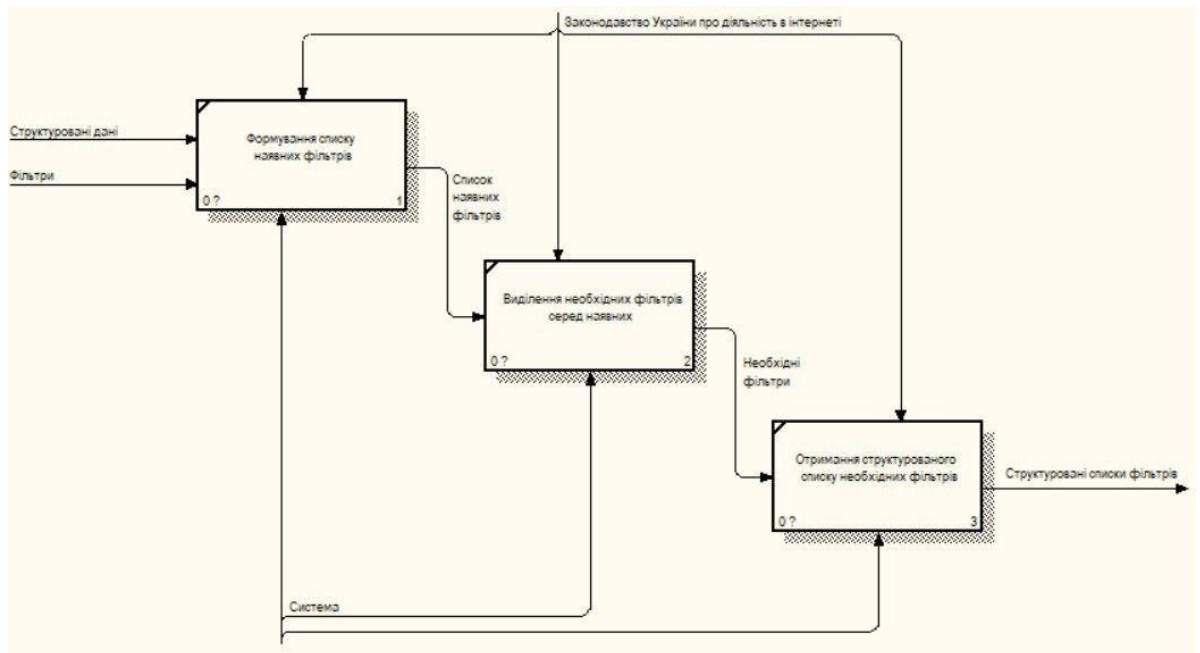 Законодавство України про діяльність в інтернеті
Структуровані дані
Фільтри
Формування списку
наявних фільтрів
0 ?
1
Список
наявних
фільтрів
Виділення необхідних фільтрів
серед наявних
0 ?
2
Необхідні
фільтри
Отримання структурованого
списку необхідних фільтрів
0 ?
3
Структуровані списки фільтрів
Система